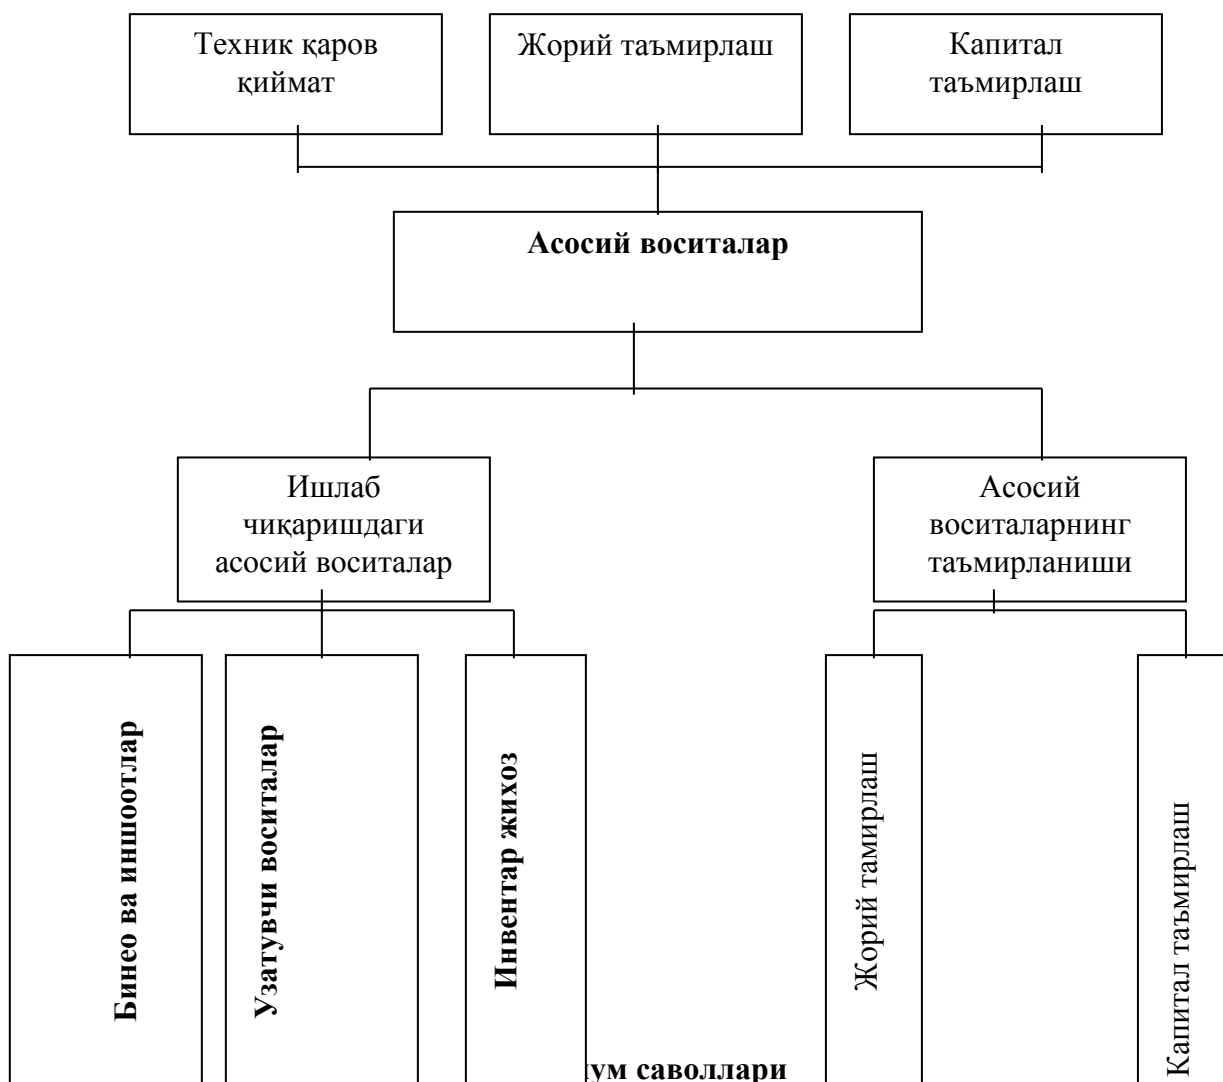 Техник қаров
қиймат
Жорий таъмирлаш
Капитал
таъмирлаш
Асосий воситалар
Ишлаб
чиқаришдаги
асосий воситалар
Асосий
воситаларнинг
таъмирланиши
Бинео ва иншоотлар
Узатувчи воситалар
Инвентар жихоз
Жорий тамирлаш
Капитал таъмирлаш
саволлари